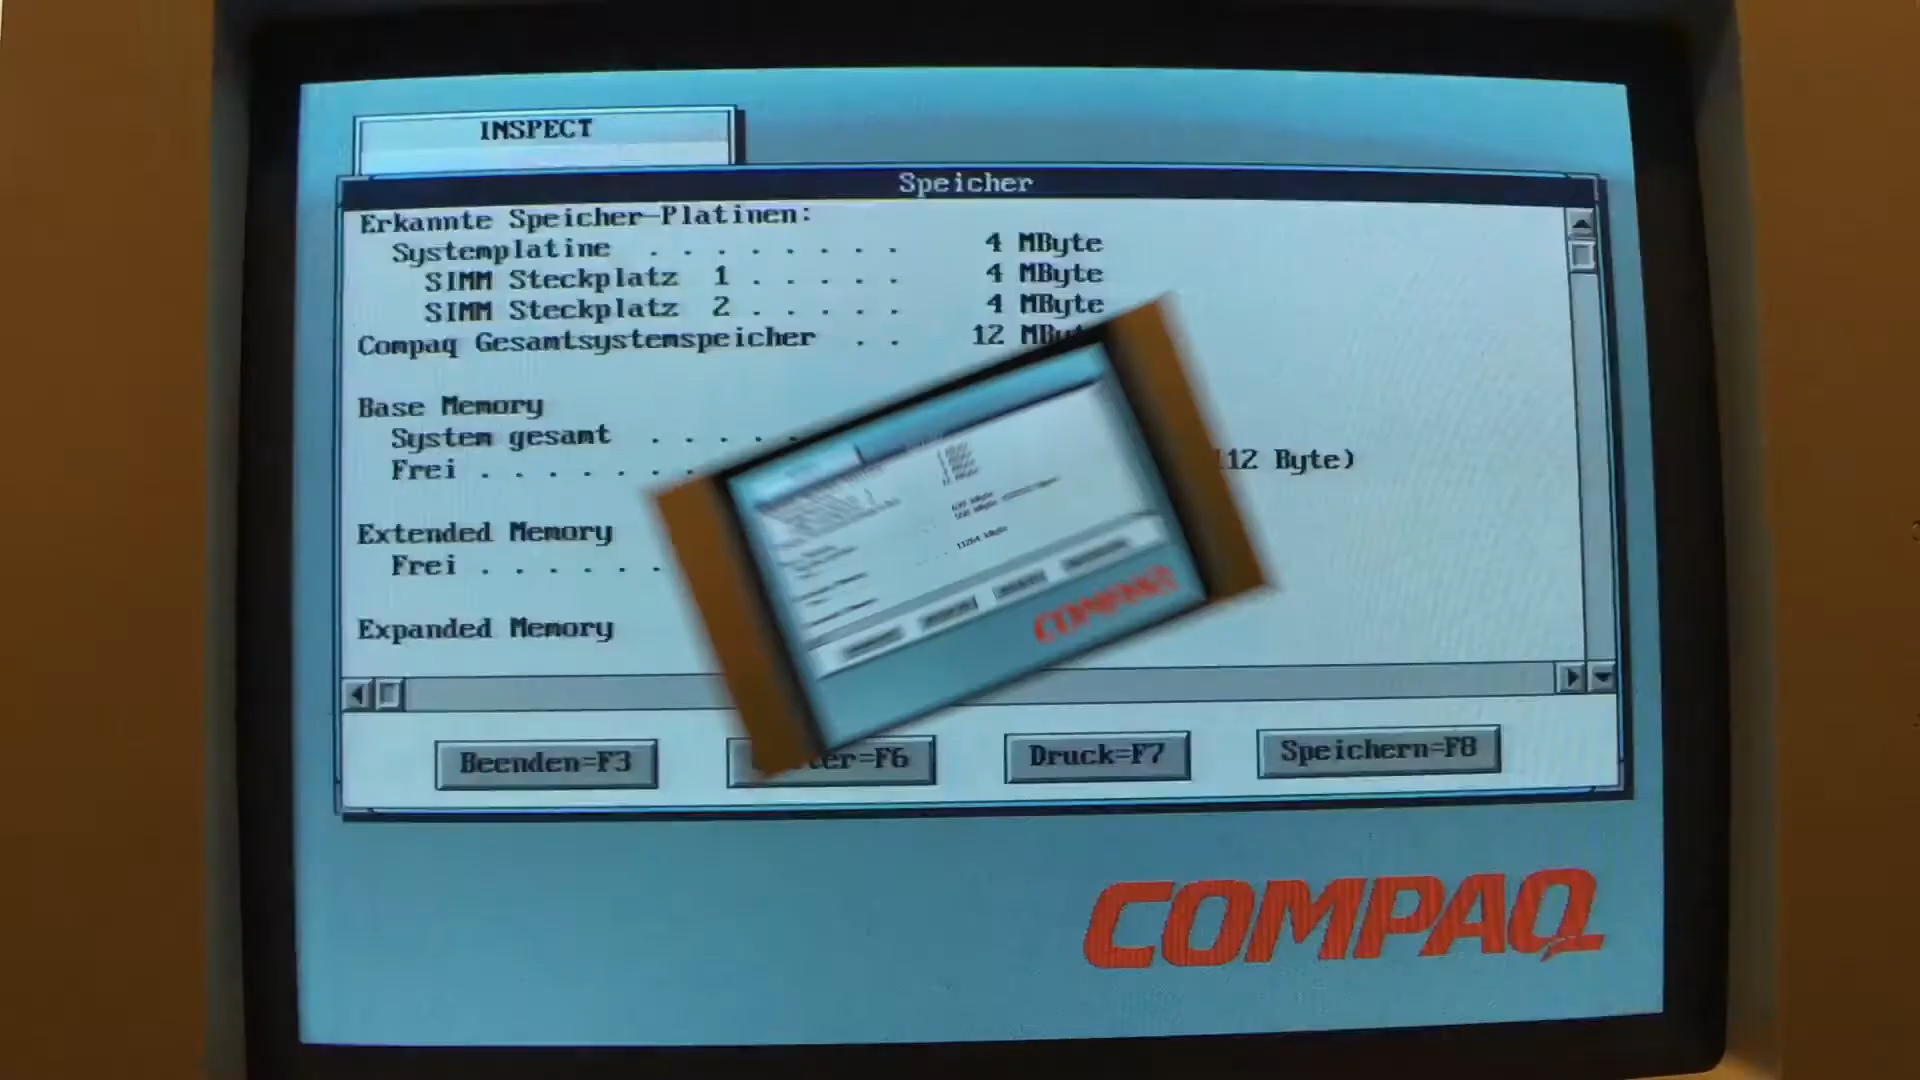 INSPECT
Speicher
Erkannte Speicher-Platinen:
Systemplatine . . . . . . . . 4 MByte
SIMM Steckplatz 1 . . . . . 4 MByte
SIMM Steckplatz 2 . . . . . 4 MByte
Compaq Gesamtsystemspeicher . . 12
Base Memory
System gesamt . . . . .
Frei . . . . . . . 112 Byte)
Extended Memory
Frei . . . . . .
Expanded Memory
Beenden=F3 =F6 Druck=F7 Speichern=F8
COMPAQ
COMPAQ